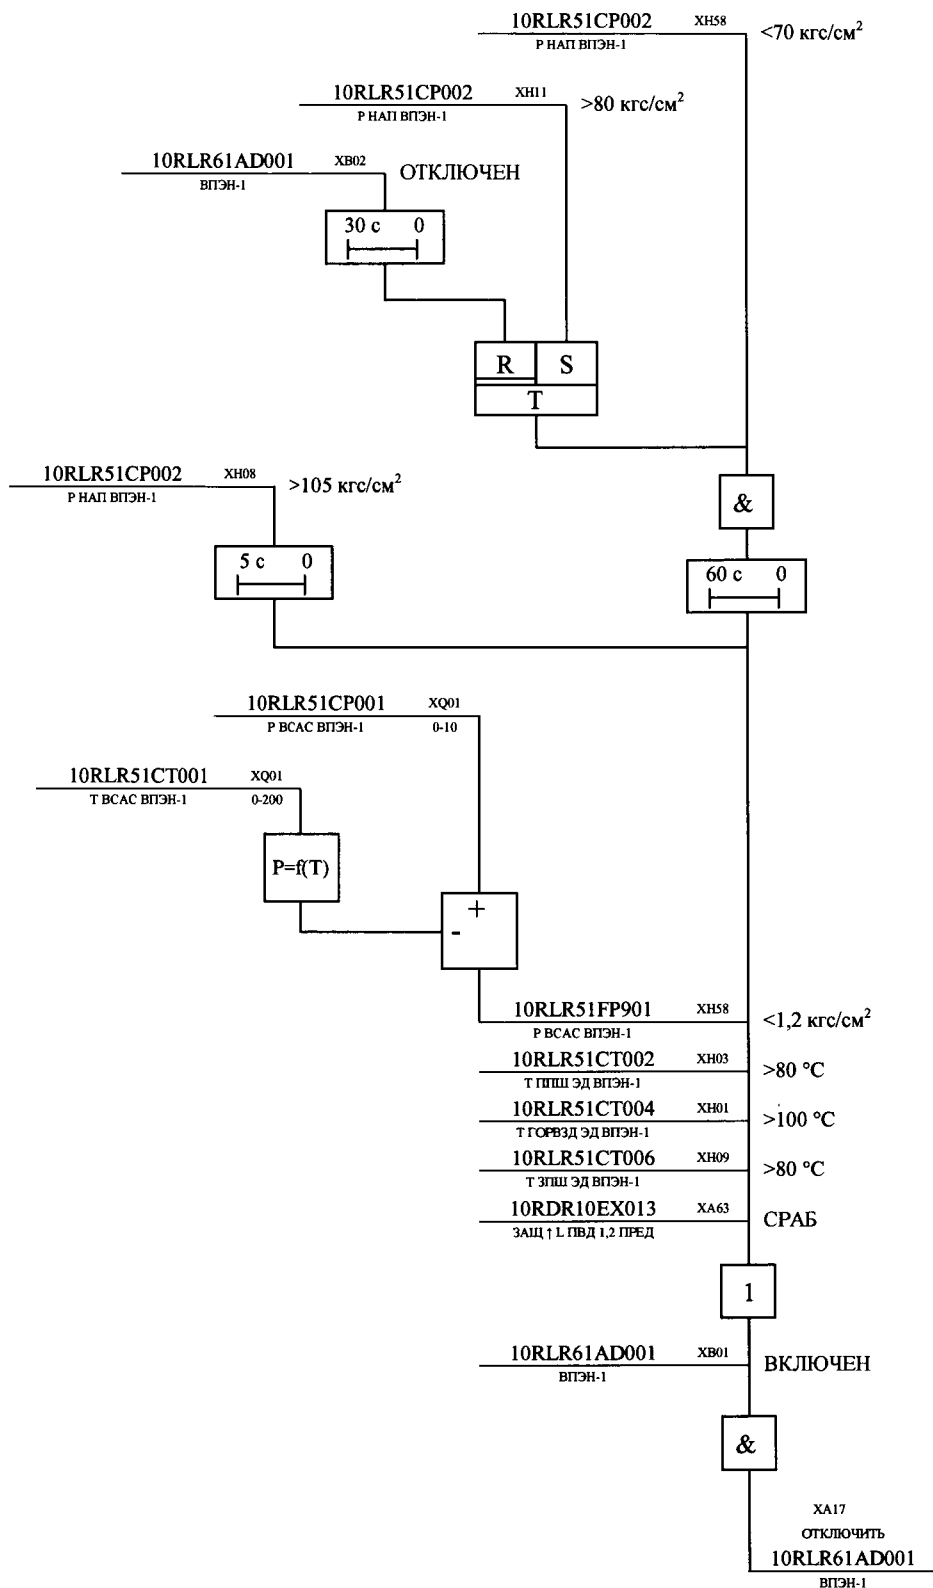 10RLR51CP002 XH58 <70 кгс/см²
Р НАП ВПЭН-1
10RLR51CP002 XH11 >80 кгс/см²
Р НАП ВПЭН-1
10RLR61AD001 XB02 ОТКЛЮЧЕН
ВПЭН-1
30 с 0
R S
T
10RLR51CP002 XH08 >105 кгс/см²
Р НАП ВПЭН-1
&
5 с 0
60 с 0
10RLR51CP001 XQ01
Р ВСАС ВПЭН-1 0-10
10RLR51CT001 XQ01
Т ВСАС ВПЭН-1 0-200
P=f(T)
+
-
10RLR51FP901 XH58 <1,2 кгс/см²
Р ВСАС ВПЭН-1
10RLR51CT002 XH03 >80 °С
Т ППШ ЭД ВПЭН-1
10RLR51CT004 XH01 >100 °С
Т ГОРВЗД ЭД ВПЭН-1
10RLR51CT006 XH09 >80 °С
Т ЗПШ ЭД ВПЭН-1
10RDR10EX013 XA63 СРАБ
ЗАЩ ↑ L ПВД 1,2 ПРЕД
1
10RLR61AD001 XB01 ВКЛЮЧЕН
ВПЭН-1
&
XA17
ОТКЛЮЧИТЬ
10RLR61AD001
ВПЭН-1